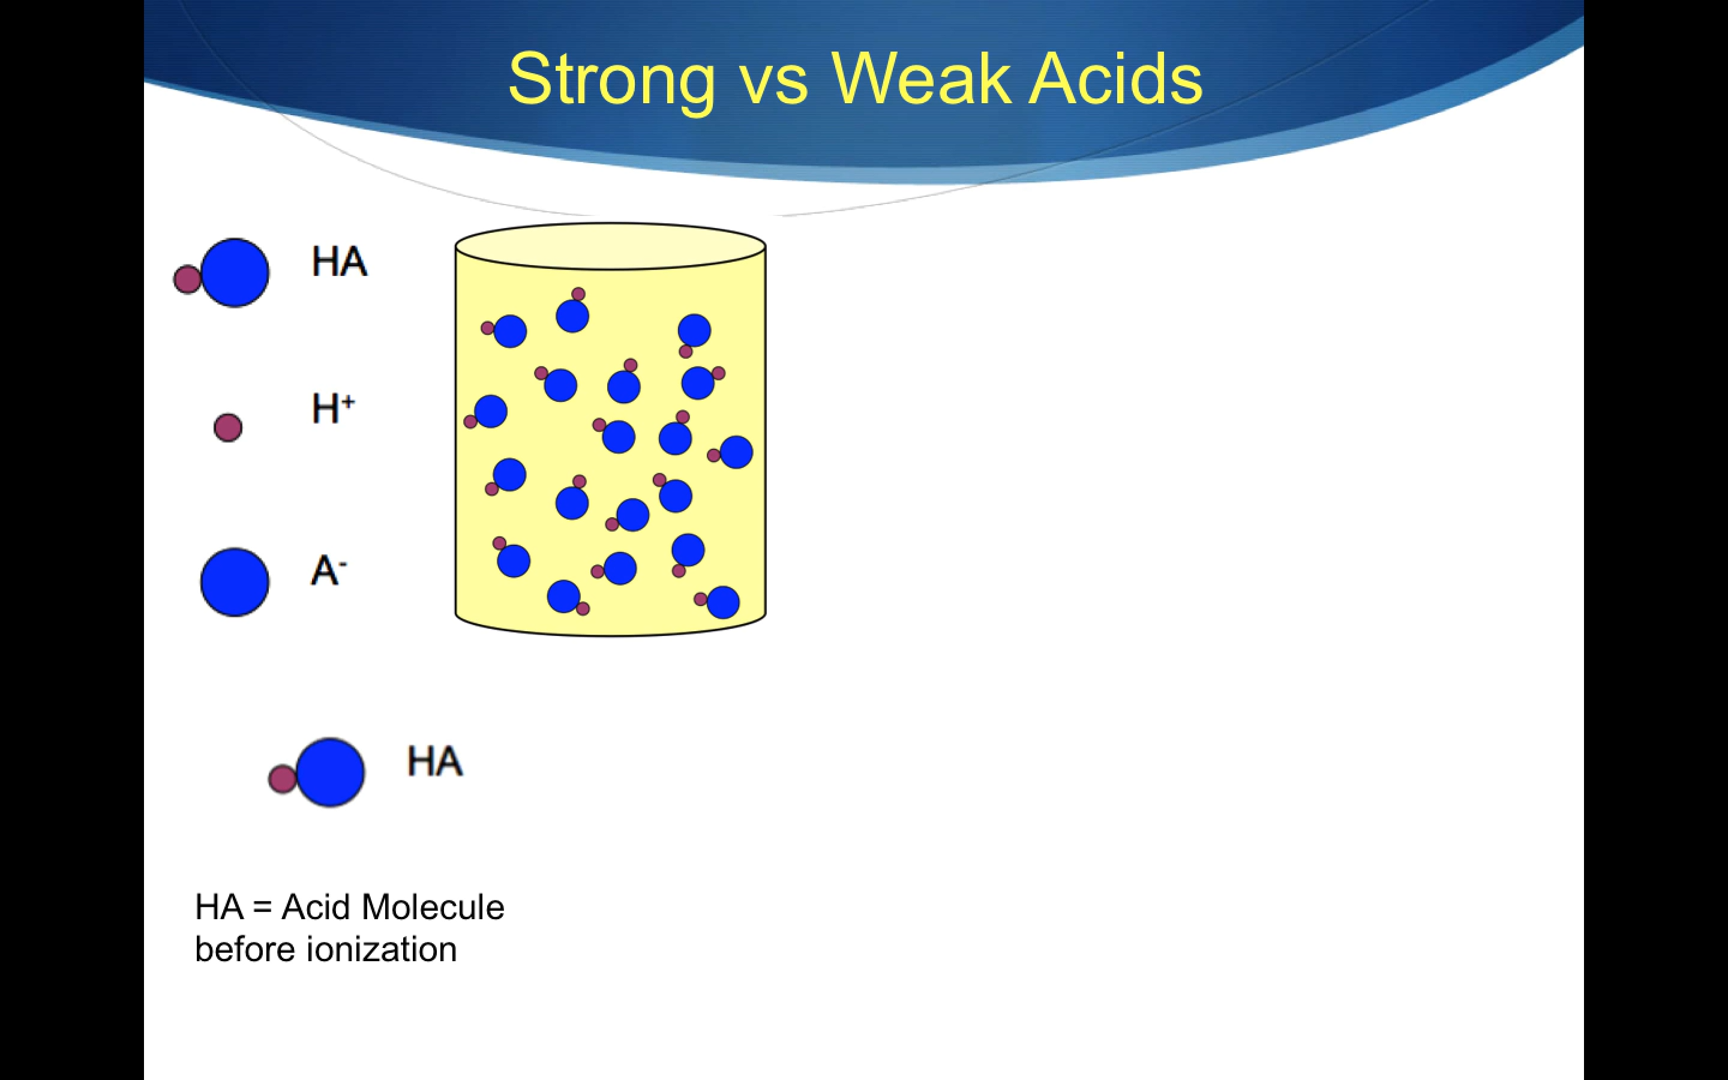 Strong vs Weak Acids
HA
H⁺
A⁻
HA
HA = Acid Molecule
before ionization